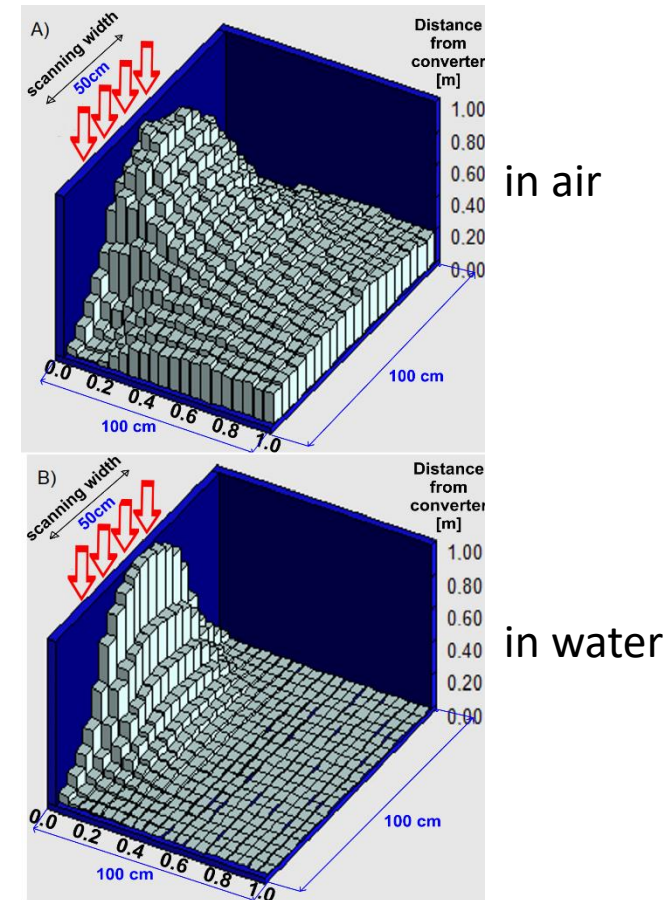 A)
scanning width
50cm
Distance
from
converter
[m]
1.00
0.80
0.60
0.40
0.20
0.00
in air
0.0 0.2 0.4 0.6 0.8 1.0
100 cm
100 cm
B)
scanning width
50cm
Distance
from
converter
[m]
1.00
0.80
0.60
0.40
0.20
0.00
in water
0.0 0.2 0.4 0.6 0.8 1.0
100 cm
100 cm